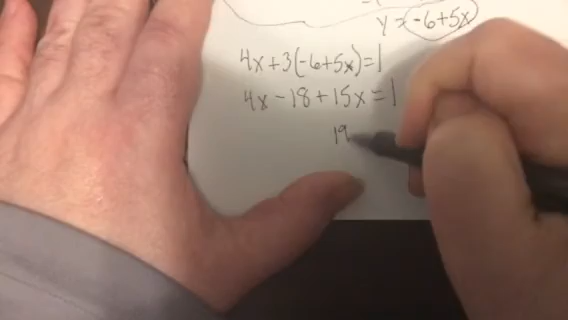 y = -6+5x
4x+3(-6+5x)=1
4x-18+15x=1
19